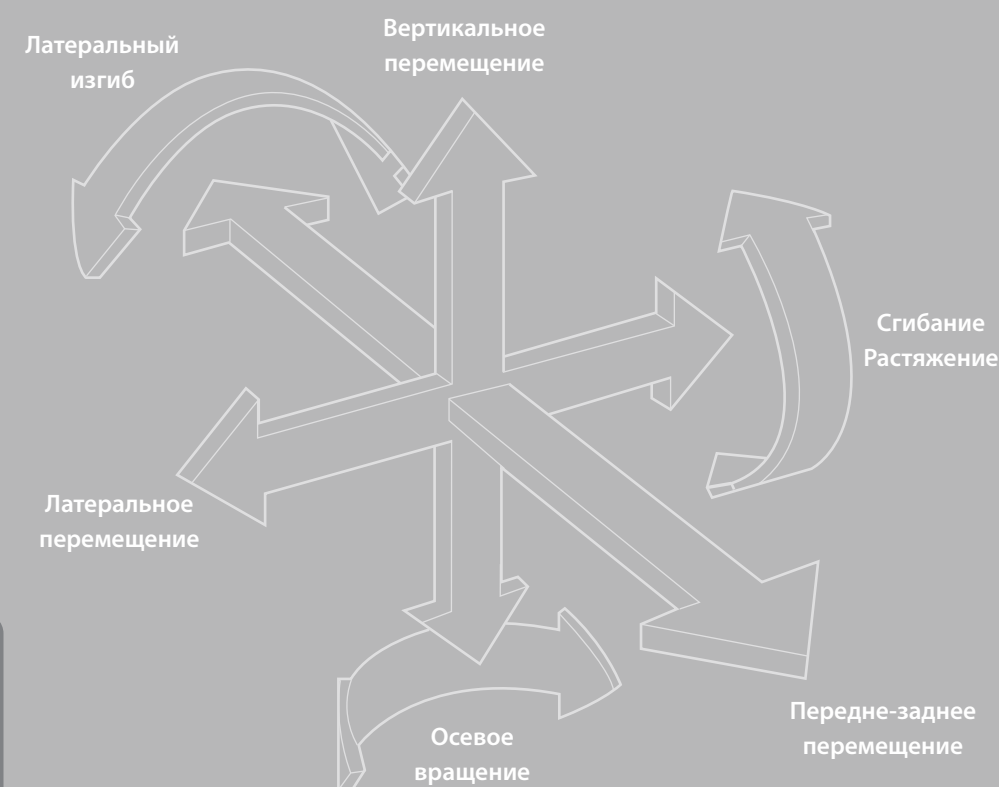 Вертикальное
перемещение
Латеральный
изгиб
Сгибание
Растяжение
Латеральное
перемещение
Передне-заднее
перемещение
Осевое
вращение